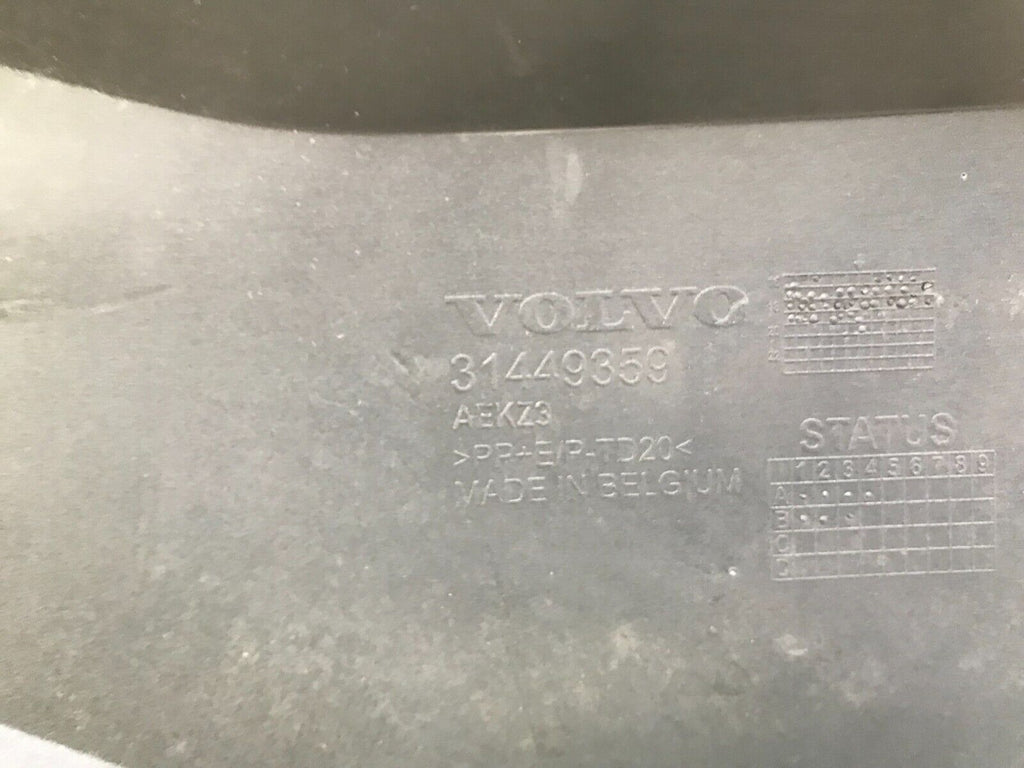 VOLVO
31449359
AEKZ3
>PP+E/P-TD20<
MADE IN BELGIUM
STATUS
1 2 3 4 5 6 7 8 9
A
B
C
D